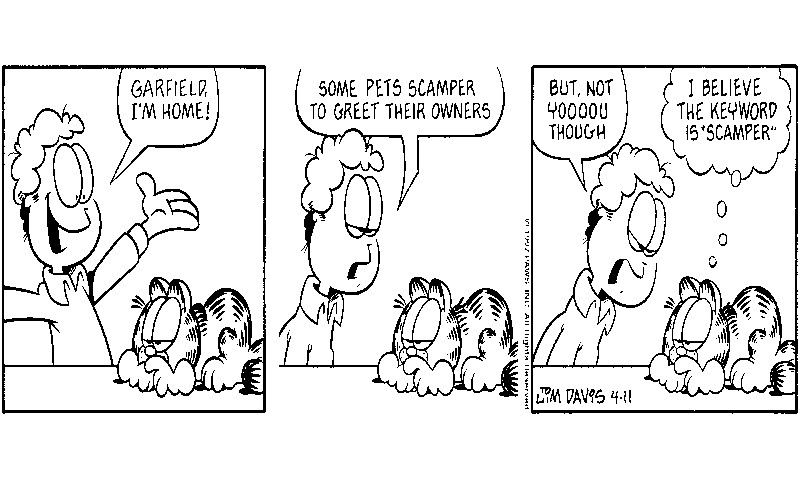 GARFIELD,
I'M HOME!
SOME PETS SCAMPER
TO GREET THEIR OWNERS
BUT, NOT
YOOOOU
THOUGH
I BELIEVE
THE KEYWORD
IS "SCAMPER"
JIM DAVIS 4-11